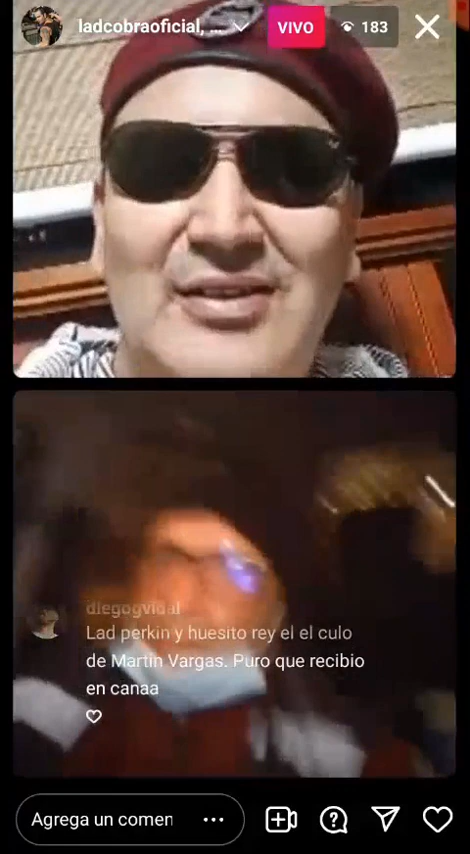 ladcobraoficial, ...
VIVO
183
diegogvidal
Lad perkin y huesito rey el el culo
de Martin Vargas. Puro que recibio
en canaa
Agrega un comen